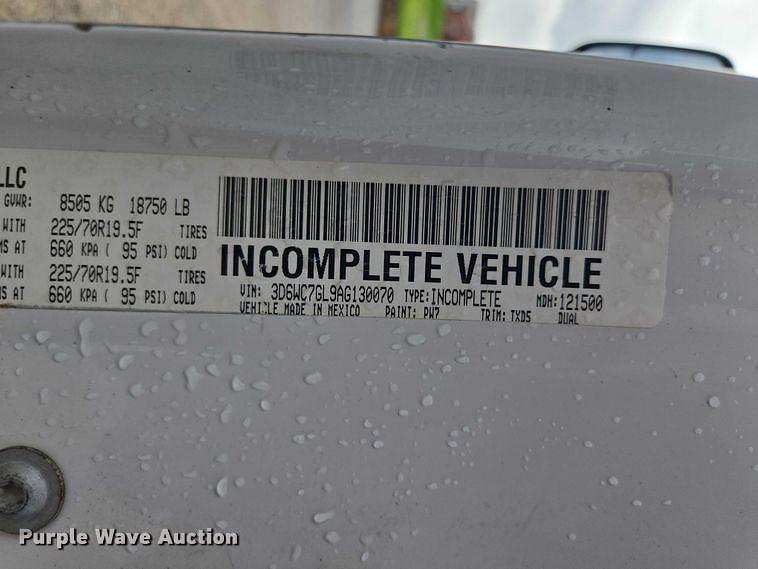 LLC
GVWR: 8505 KG 18750 LB
WITH 225/70R19.5F TIRES
MS AT 660 KPA ( 95 PSI) COLD
WITH 225/70R19.5F TIRES
MS AT 660 KPA ( 95 PSI) COLD
INCOMPLETE VEHICLE
VIN: 3D6WC7GL9AG130070 TYPE:INCOMPLETE MDH:121500
VEHICLE MADE IN MEXICO PAINT: PW7 TRIM: TXD5 DUAL
Purple Wave Auction